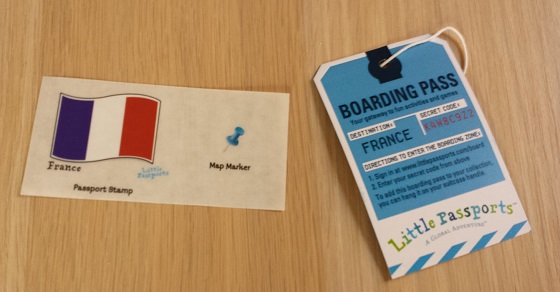 France
Little
Passports
Passport Stamp
Map Marker
BOARDING PASS
Your gateway to fun activities and games
DESTINATION:
SECRET CODE:
FRANCE
DIRECTIONS TO ENTER THE BOARDING ZONE:
1. Sign in at www.littlepassports.com/board
2. Enter your secret code from above
To add this boarding pass to your collection,
you can hang it on your suitcase handle.
Little Passports
A Global Adventure